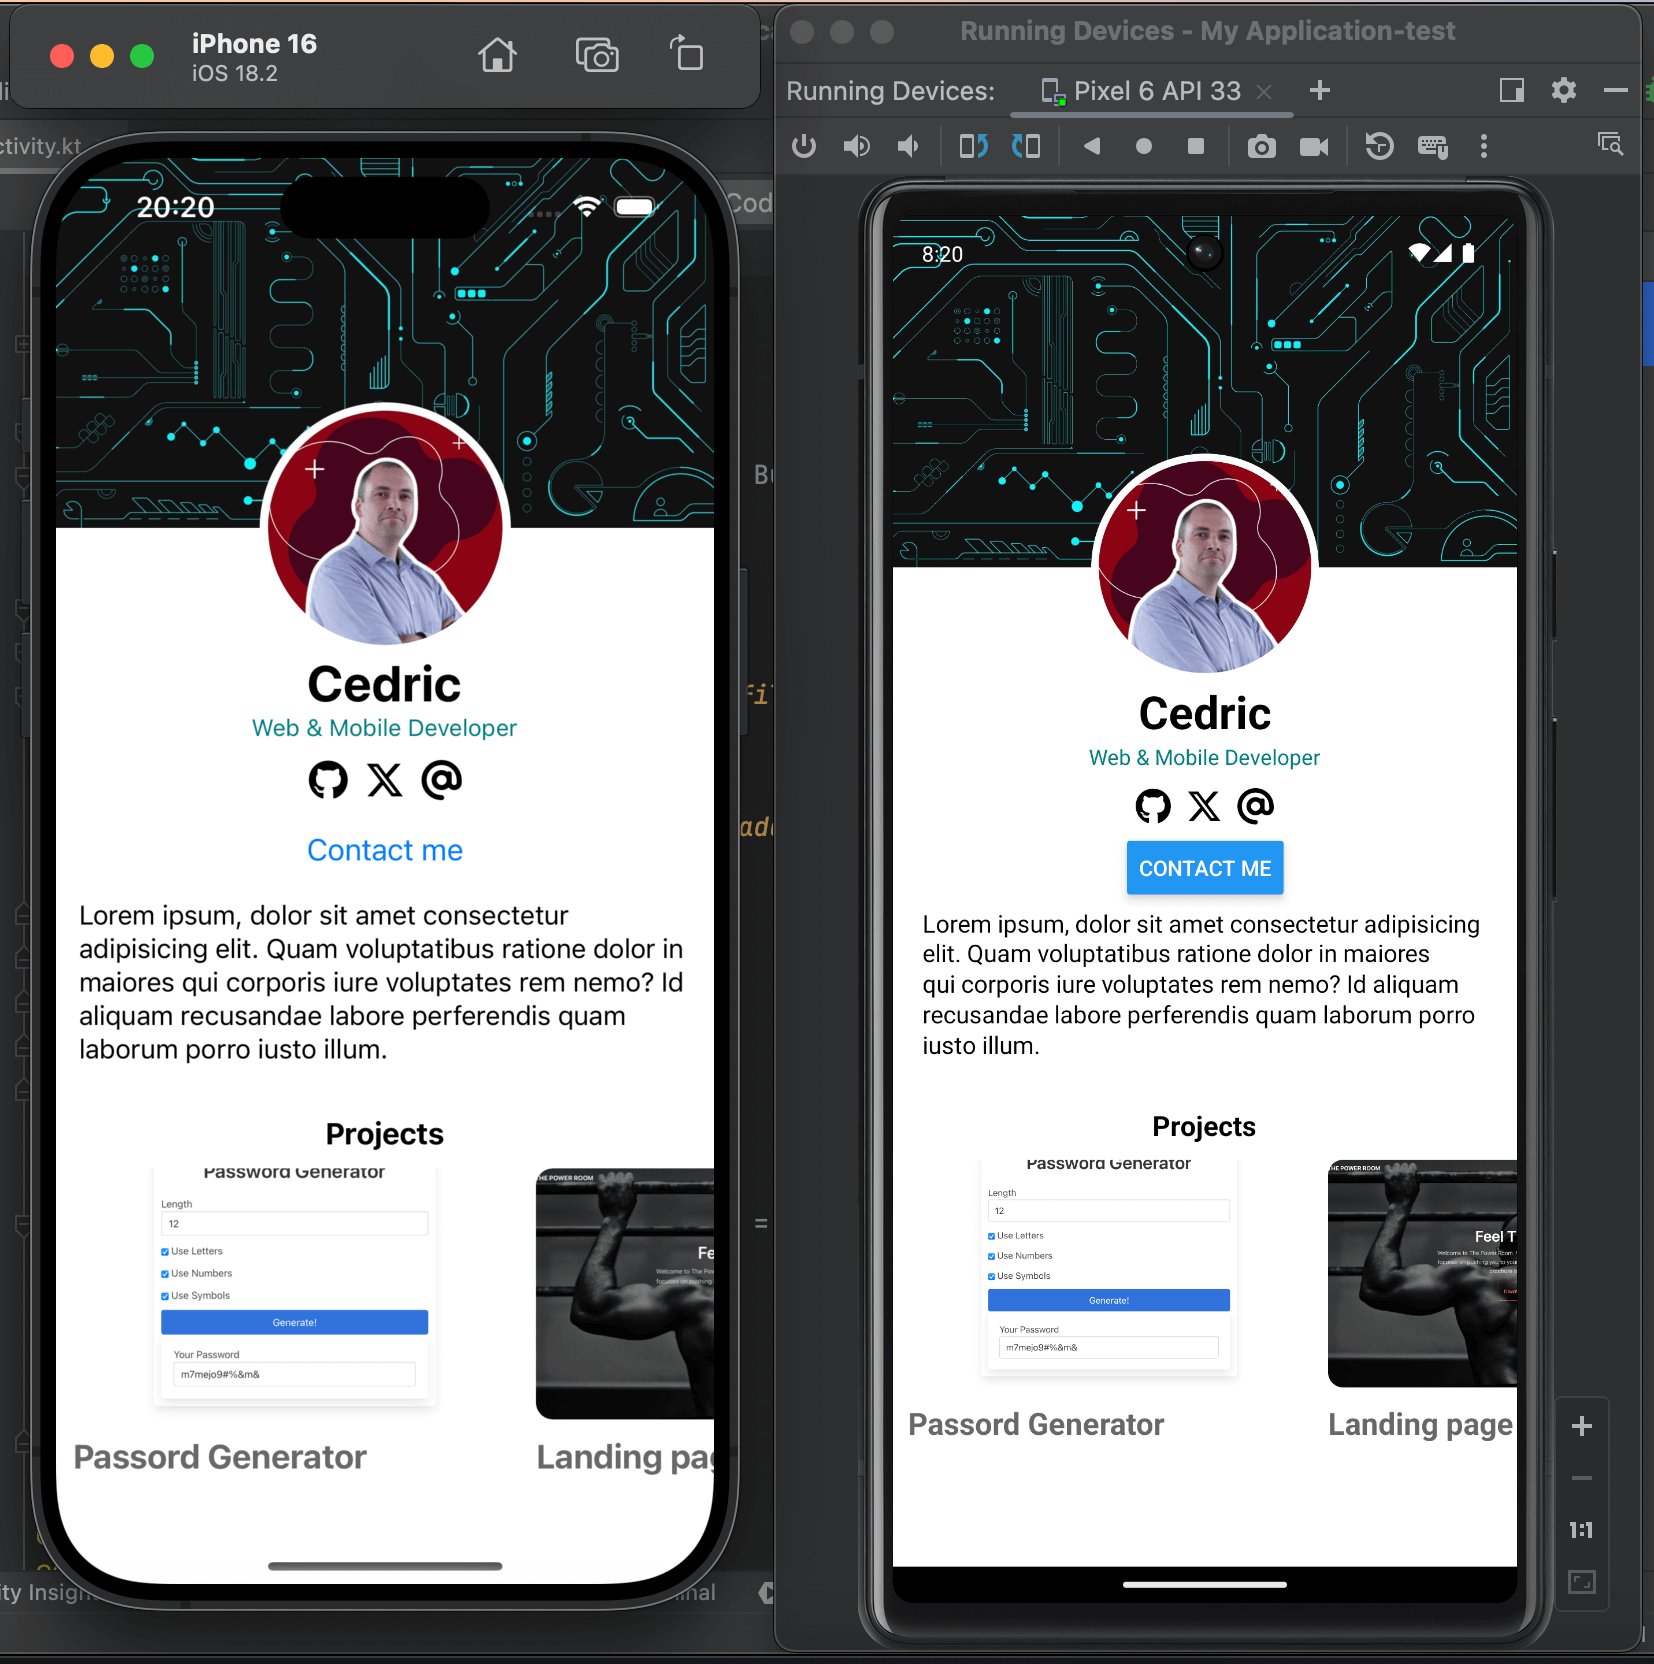 iPhone 16
iOS 18.2
ctivity.kt
Cod
20:20
Cedric
Web & Mobile Developer
Contact me
Lorem ipsum, dolor sit amet consectetur
adipisicing elit. Quam voluptatibus ratione dolor in
maiores qui corporis iure voluptates rem nemo? Id
aliquam recusandae labore perferendis quam
laborum porro iusto illum.
Projects
Password Generator
Length
12
Use Letters
Use Numbers
Use Symbols
Generate!
Your Password
m7mejo9#%&m&
THE POWER ROOM
Fe
Passord Generator
Landing pag
ty Insigh
inal
Running Devices - My Application-test
Running Devices:
Pixel 6 API 33
8:20
Cedric
Web & Mobile Developer
CONTACT ME
Lorem ipsum, dolor sit amet consectetur adipisicing
elit. Quam voluptatibus ratione dolor in maiores
qui corporis iure voluptates rem nemo? Id aliquam
recusandae labore perferendis quam laborum porro
iusto illum.
Projects
Password Generator
Length
12
Use Letters
Use Numbers
Use Symbols
Generate!
Your Password
m7mejo9#%&m&
HE POWER ROOM
Feel T
Passord Generator
Landing page
1:1